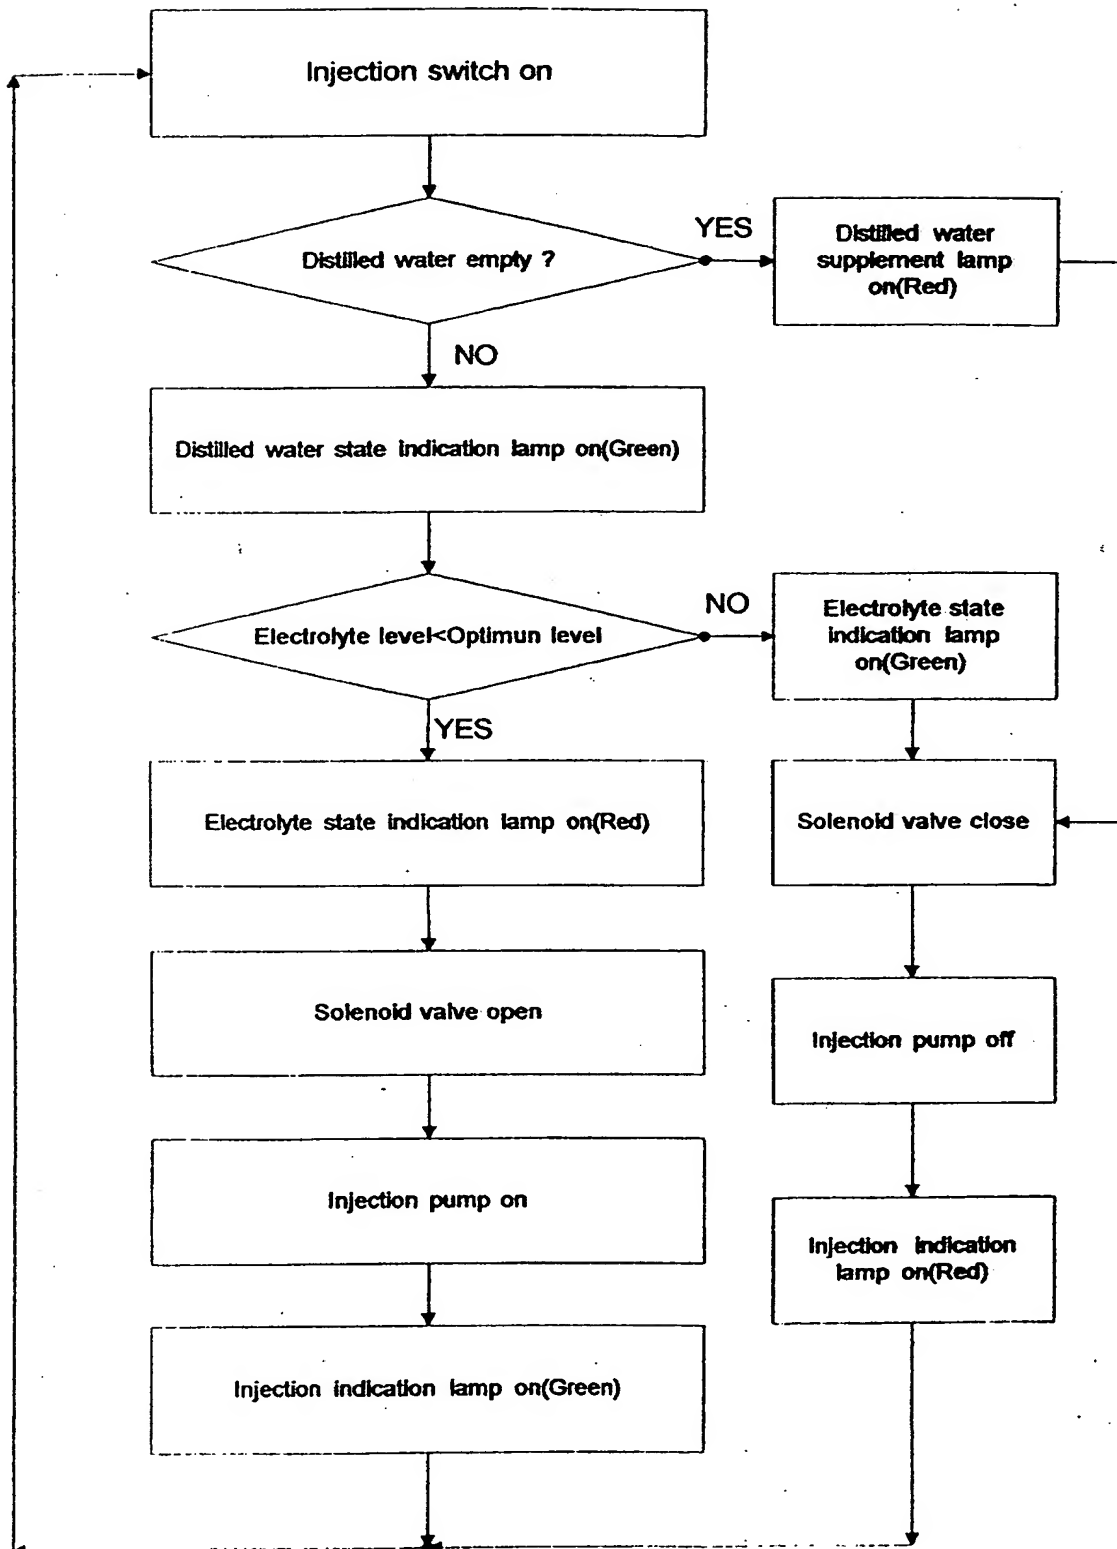 Injection switch on
Distilled water empty ?
YES
Distilled water
supplement lamp
on(Red)
NO
Distilled water state indication lamp on(Green)
Electrolyte level<Optimun level
NO
Electrolyte state
indication lamp
on(Green)
YES
Electrolyte state indication lamp on(Red)
Solenoid valve close
Solenoid valve open
Injection pump off
Injection pump on
Injection indication
lamp on(Red)
Injection indication lamp on(Green)